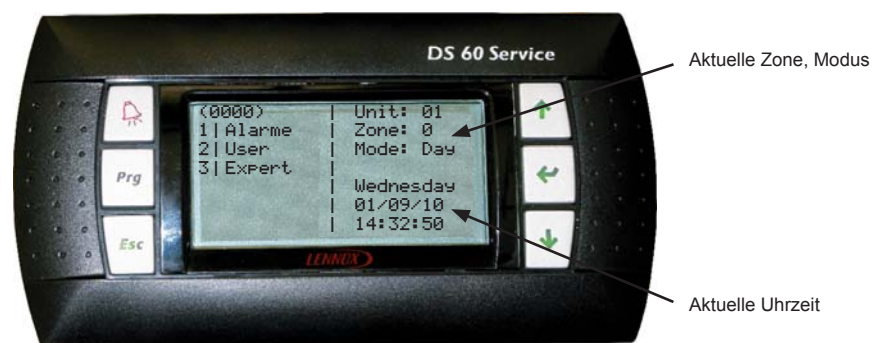 DS 60 Service
Aktuelle Zone, Modus
(0000) | Unit: 01
1|Alarme | Zone: 0
2|User | Mode: Day
3|Expert |
| Wednesday
| 01/09/10
| 14:32:50
Prg
Esc
LENNOX
Aktuelle Uhrzeit